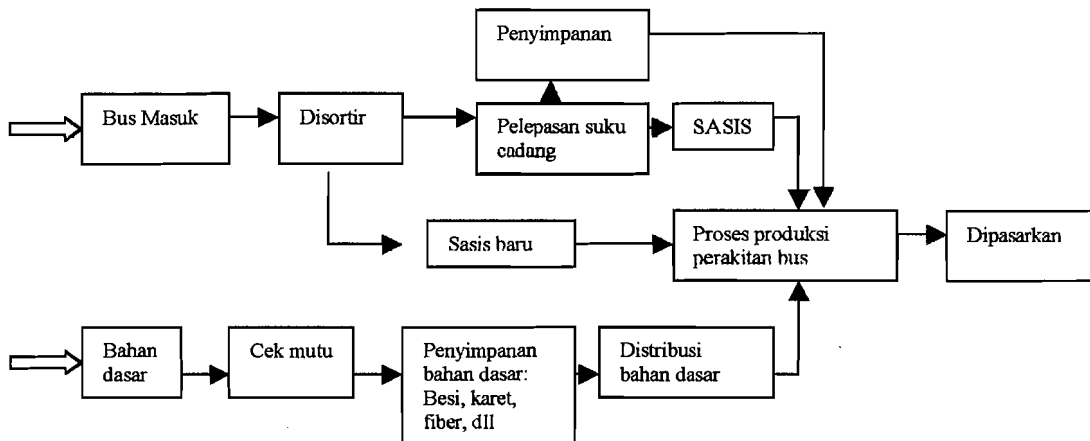 Penyimpanan
Bus Masuk
Disortir
Pelepasan suku
cadang
SASIS
Sasis baru
Proses produksi
perakitan bus
Dipasarkan
Bahan
dasar
Cek mutu
Penyimpanan
bahan dasar:
Besi, karet,
fiber, dll
Distribusi
bahan dasar